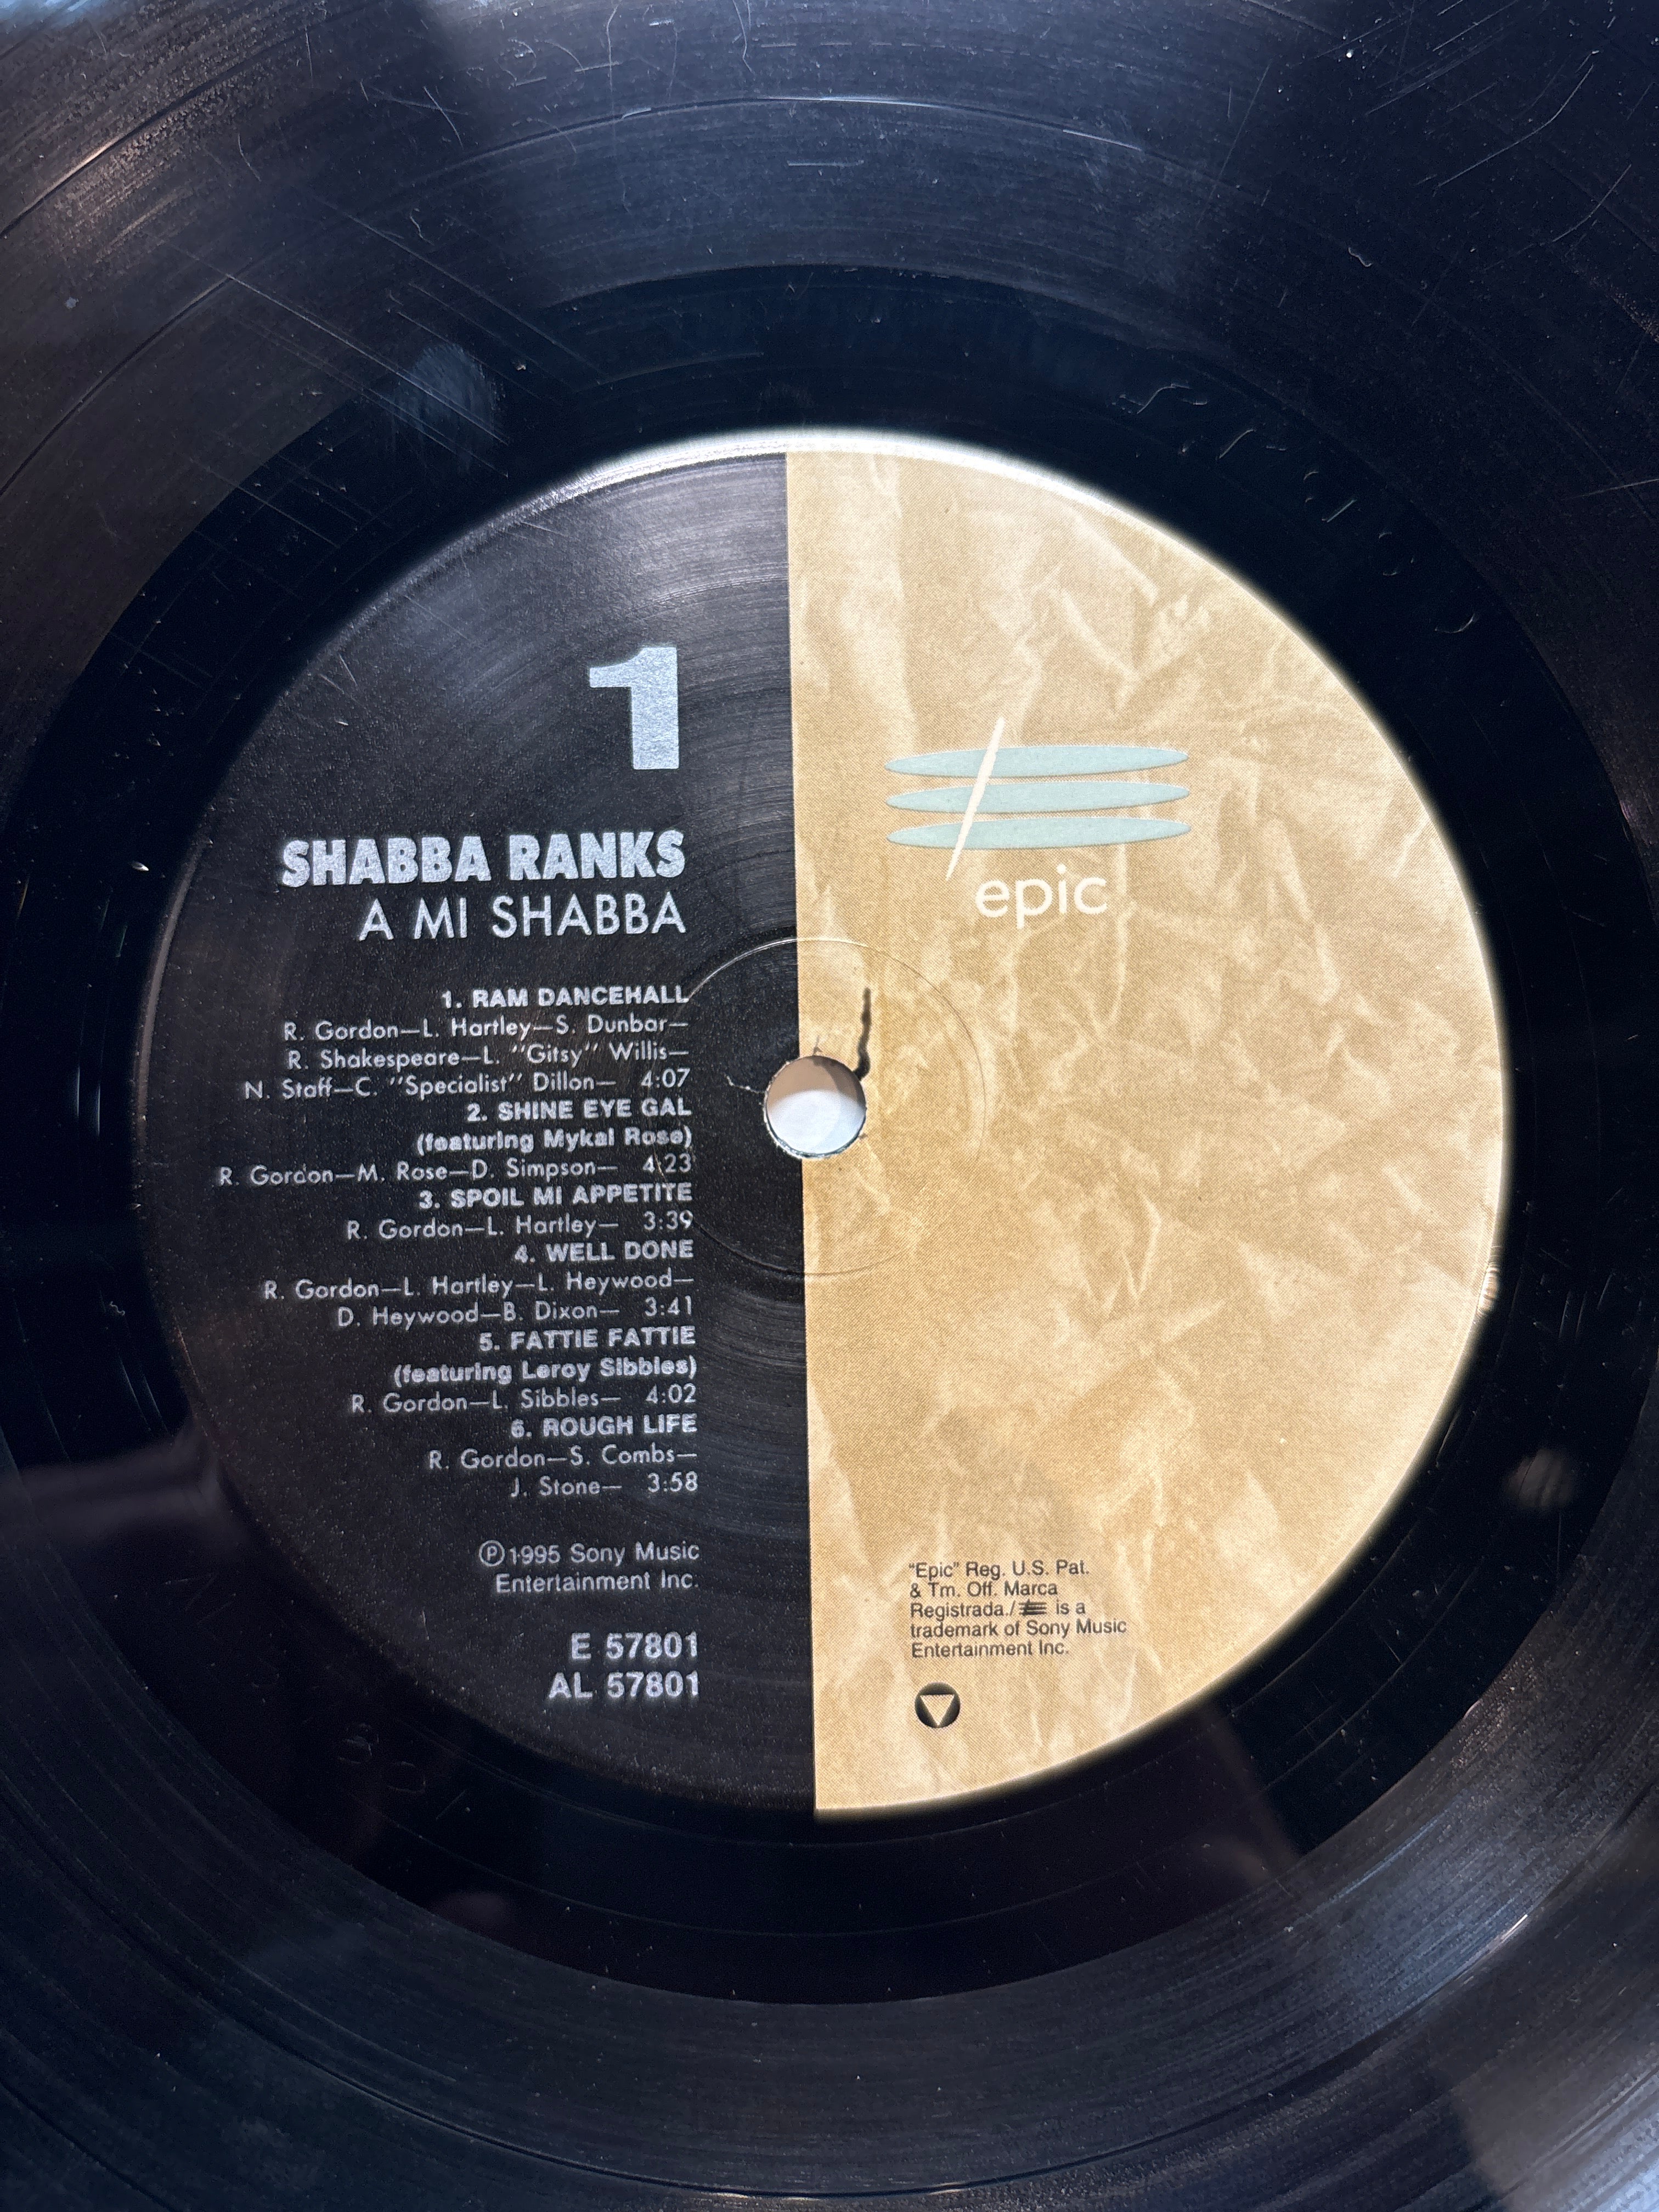 1
SHABBA RANKS
A MI SHABBA
1. RAM DANCEHALL
R. Gordon—L. Hartley—S. Dunbar—
R. Shakespeare—L. "Gitsy" Willis—
N. Staff—C. "Specialist" Dillon— 4:07
2. SHINE EYE GAL
(featuring Mykal Rose)
R. Gordon—M. Rose—D. Simpson— 4:23
3. SPOIL MI APPETITE
R. Gordon—L. Hartley— 3:39
4. WELL DONE
R. Gordon—L. Hartley—L. Heywood—
D. Heywood—B. Dixon— 3:41
5. FATTIE FATTIE
(featuring Leroy Sibbles)
R. Gordon—L. Sibbles— 4:02
6. ROUGH LIFE
R. Gordon—S. Combs—
J. Stone— 3:58
℗1995 Sony Music
Entertainment Inc.
E 57801
AL 57801
epic
"Epic" Reg. U.S. Pat.
& Tm. Off. Marca
Registrada./ is a
trademark of Sony Music
Entertainment Inc.